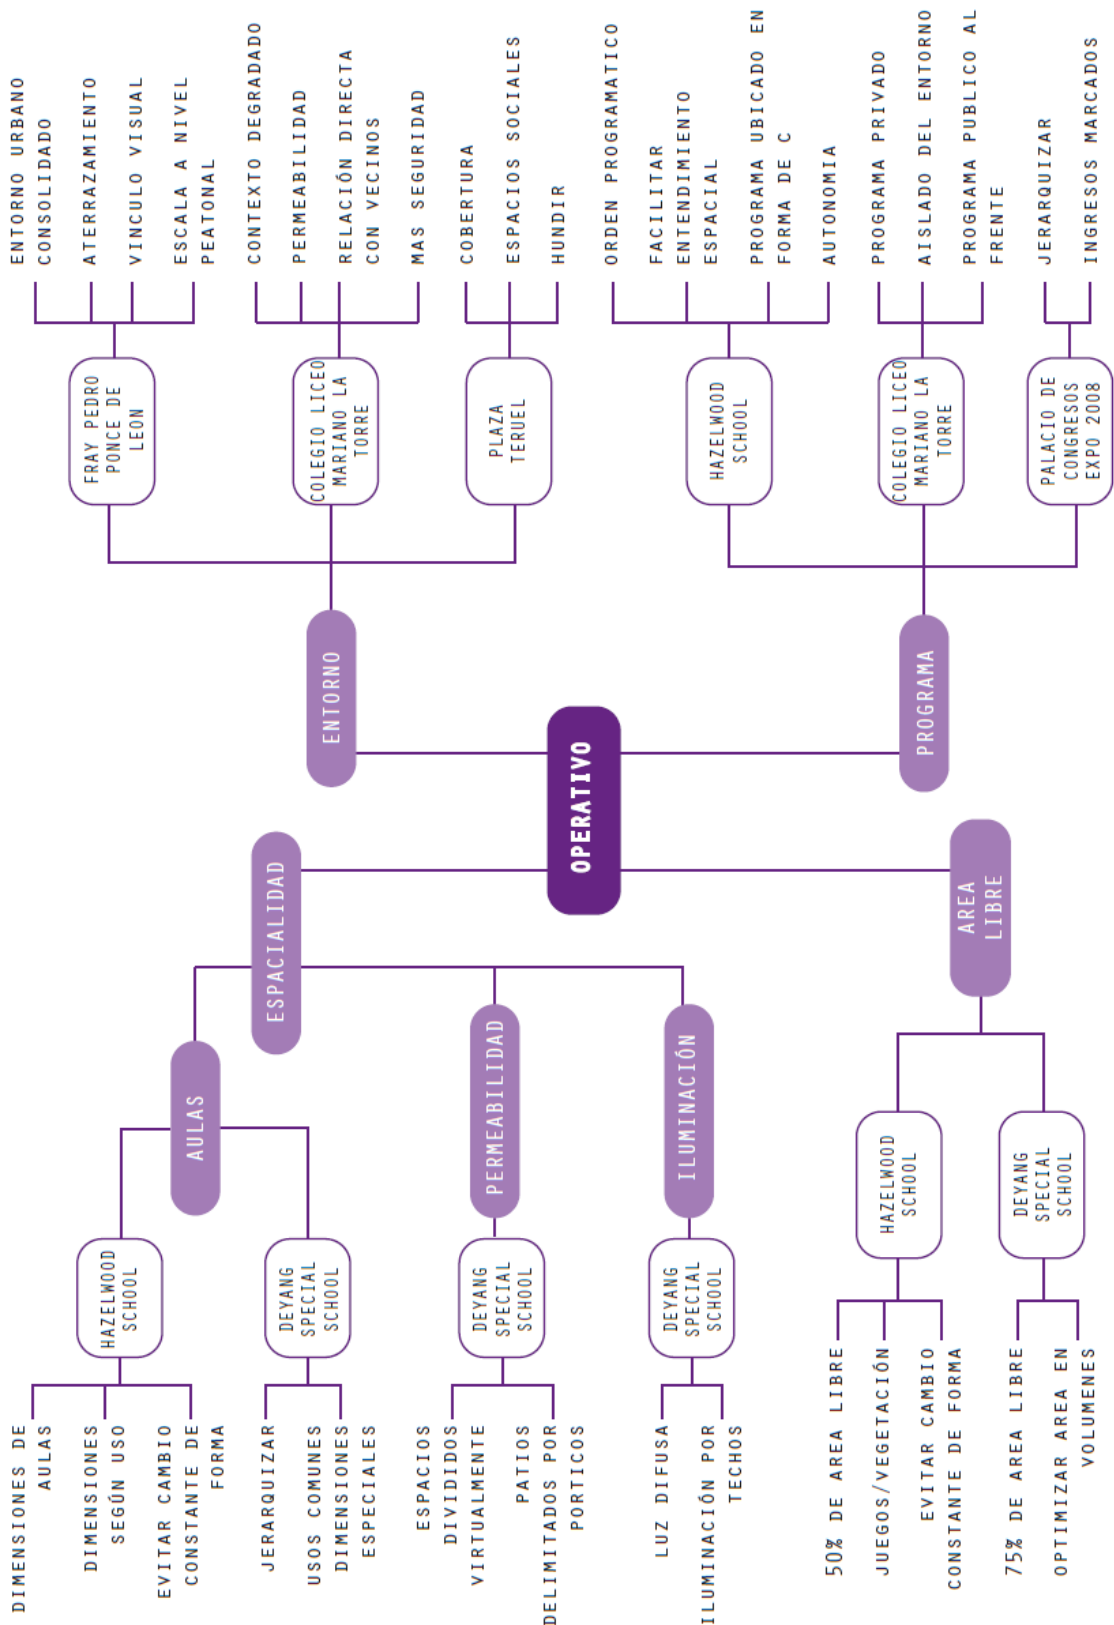 DIMENSIONES DE
AULAS
DIMENSIONES
SEGÚN USO
EVITAR CAMBIO
CONSTANTE DE
FORMA
HAZELWOOD
SCHOOL
JERARQUIZAR
USOS COMUNES
DIMENSIONES
ESPECIALES
DEYANG
SPECIAL
SCHOOL
AULAS
ESPACIOS
DIVIDIDOS
VIRTUALMENTE
PATIOS
DELIMITADOS POR
PORTICOS
DEYANG
SPECIAL
SCHOOL
PERMEABILIDAD
LUZ DIFUSA
ILUMINACIÓN POR
TECHOS
DEYANG
SPECIAL
SCHOOL
ILUMINACIÓN
ESPACIALIDAD
50% DE AREA LIBRE
JUEGOS/VEGETACIÓN
EVITAR CAMBIO
CONSTANTE DE FORMA
HAZELWOOD
SCHOOL
75% DE AREA LIBRE
OPTIMIZAR AREA EN
VOLUMENES
DEYANG
SPECIAL
SCHOOL
AREA
LIBRE
OPERATIVO
ENTORNO
FRAY PEDRO
PONCE DE
LEON
ENTORNO URBANO
CONSOLIDADO
ATERRAZAMIENTO
VINCULO VISUAL
ESCALA A NIVEL
PEATONAL
COLEGIO LICEO
MARIANO LA
TORRE
CONTEXTO DEGRADADO
PERMEABILIDAD
RELACIÓN DIRECTA
CON VECINOS
MAS SEGURIDAD
PLAZA
TERUEL
COBERTURA
ESPACIOS SOCIALES
HUNDIR
PROGRAMA
HAZELWOOD
SCHOOL
ORDEN PROGRAMATICO
FACILITAR
ENTENDIMIENTO
ESPACIAL
PROGRAMA UBICADO EN
FORMA DE C
AUTONOMIA
COLEGIO LICEO
MARIANO LA
TORRE
PROGRAMA PRIVADO
AISLADO DEL ENTORNO
PROGRAMA PUBLICO AL
FRENTE
PALACIO DE
CONGRESOS
EXPO 2008
JERARQUIZAR
INGRESOS MARCADOS